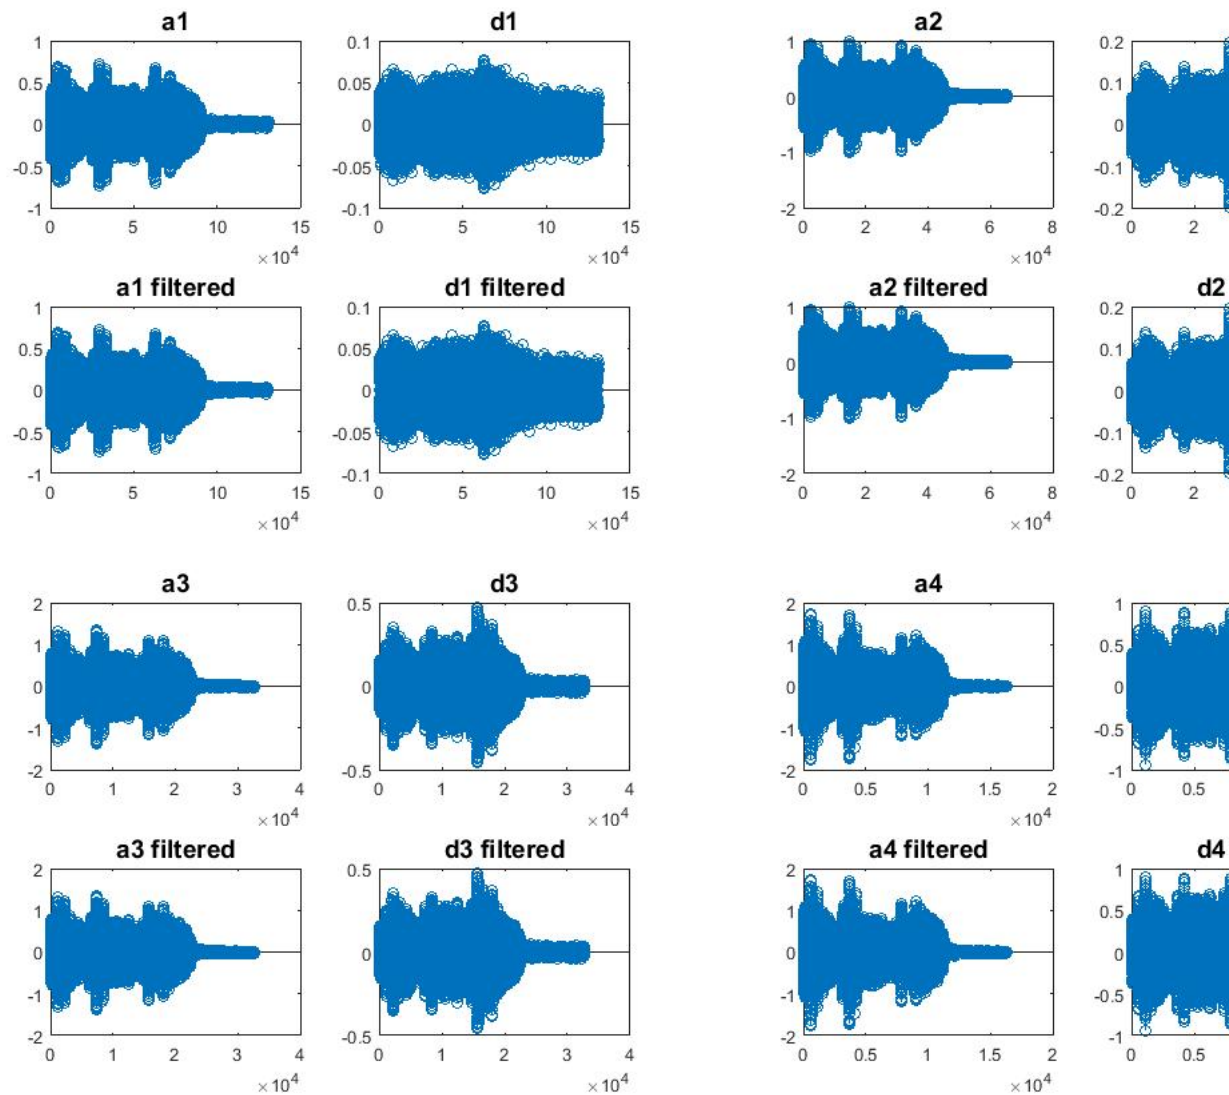 a1 d1 a2
1 0.1 1 0.2
0.5 0.05 0 0.1
0 0 0
-0.5 -0.05 -1 -0.1
-1 -0.1 -2 -0.2
0 5 10 15 0 5 10 15 0 2 4 6 8 0 2
×10^4 ×10^4 ×10^4
a1 filtered d1 filtered a2 filtered d2
1 0.1 1 0.2
0.5 0.05 0 0.1
0 0 0
-0.5 -0.05 -1 -0.1
-1 -0.1 -2 -0.2
0 5 10 15 0 5 10 15 0 2 4 6 8 0 2
×10^4 ×10^4 ×10^4
a3 d3 a4
2 0.5 2 1
1 1 0.5
0 0 0 0
-1 -1 -0.5
-2 -0.5 -2 -1
0 1 2 3 4 0 1 2 3 4 0 0.5 1 1.5 2 0 0.5
×10^4 ×10^4 ×10^4
a3 filtered d3 filtered a4 filtered d4
2 0.5 2 1
1 1 0.5
0 0 0 0
-1 -1 -0.5
-2 -0.5 -2 -1
0 1 2 3 4 0 1 2 3 4 0 0.5 1 1.5 2 0 0.5
×10^4 ×10^4 ×10^4